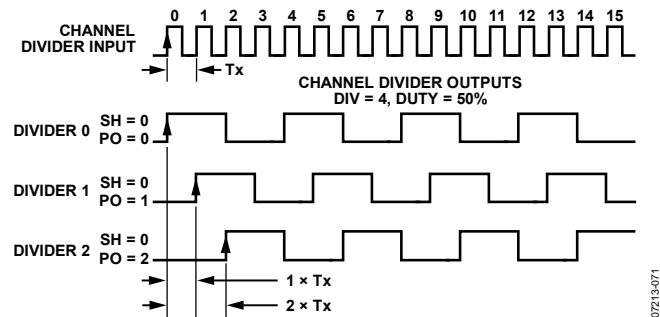 0 1 2 3 4 5 6 7 8 9 10 11 12 13 14 15
CHANNEL
DIVIDER INPUT
Tx
CHANNEL DIVIDER OUTPUTS
DIV = 4, DUTY = 50%
DIVIDER 0 SH = 0
PO = 0
DIVIDER 1 SH = 0
PO = 1
DIVIDER 2 SH = 0
PO = 2
1 × Tx
2 × Tx
07213-071